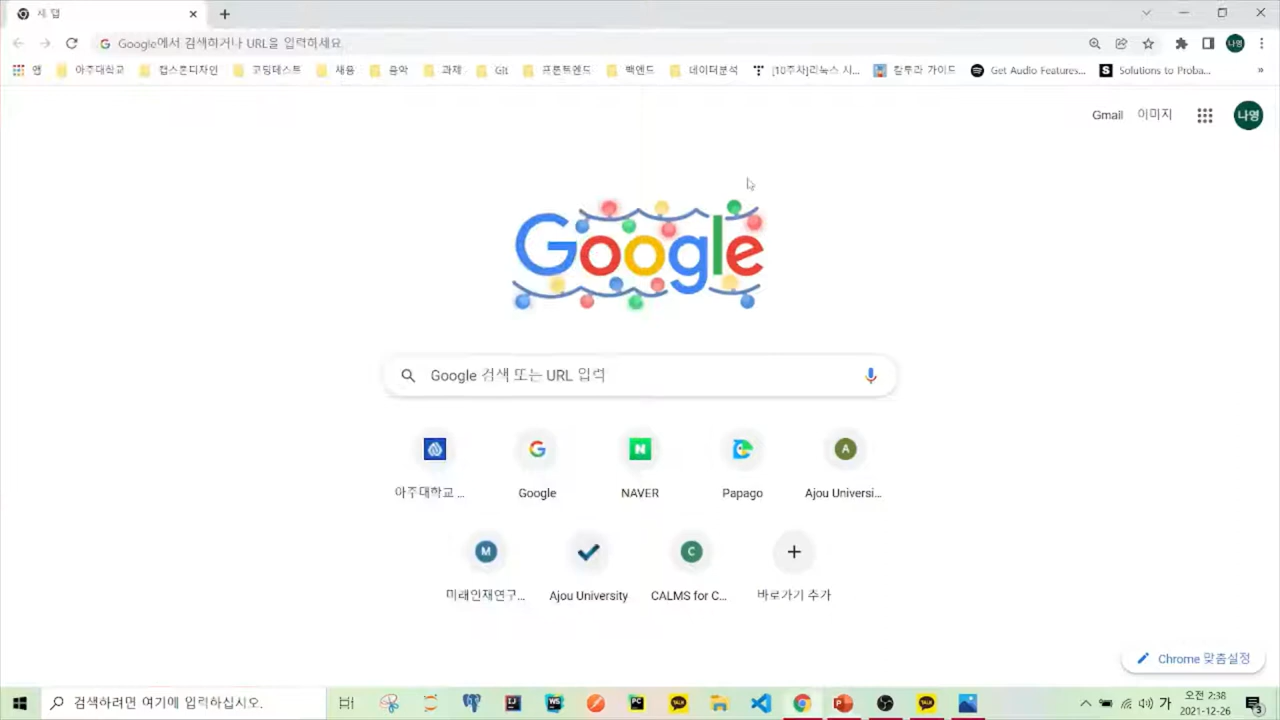 새 탭
Google에서 검색하거나 URL을 입력하세요.
나영
앱 아주대학교 캡스톤디자인 코딩테스트 채용 음악 과제 Git 프론트엔드 백엔드 데이터분석 [10주차]리눅스 시... 캄투라 가이드 Get Audio Features... Solutions to Proba... »
Gmail 이미지 나영
Google
Google 검색 또는 URL 입력
아주대학교 ... Google NAVER Papago Ajou Universi...
미래인재연구... Ajou University CALMS for C... 바로가기 추가
Chrome 맞춤설정
검색하려면 여기에 입력하십시오.
가 오전 2:38
2021-12-26
3